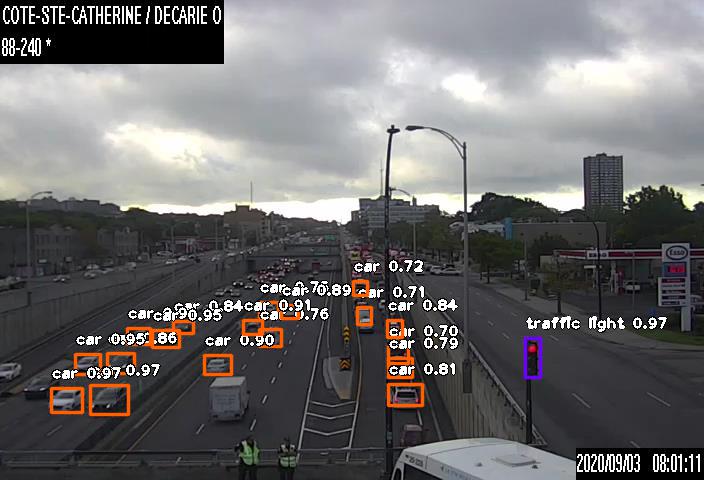 COTE-STE-CATHERINE / DECARIE O
88-240 *
car 0.72
car 0.89
car 0.71
car 0.84
car 0.91
car 0.84
car 0.95
car 0.76
car 0.70
traffic light 0.97
car 0.79
car 0.90
car 0.81
car 0.97
0.97
Esso
2020/09/03 08:01:11